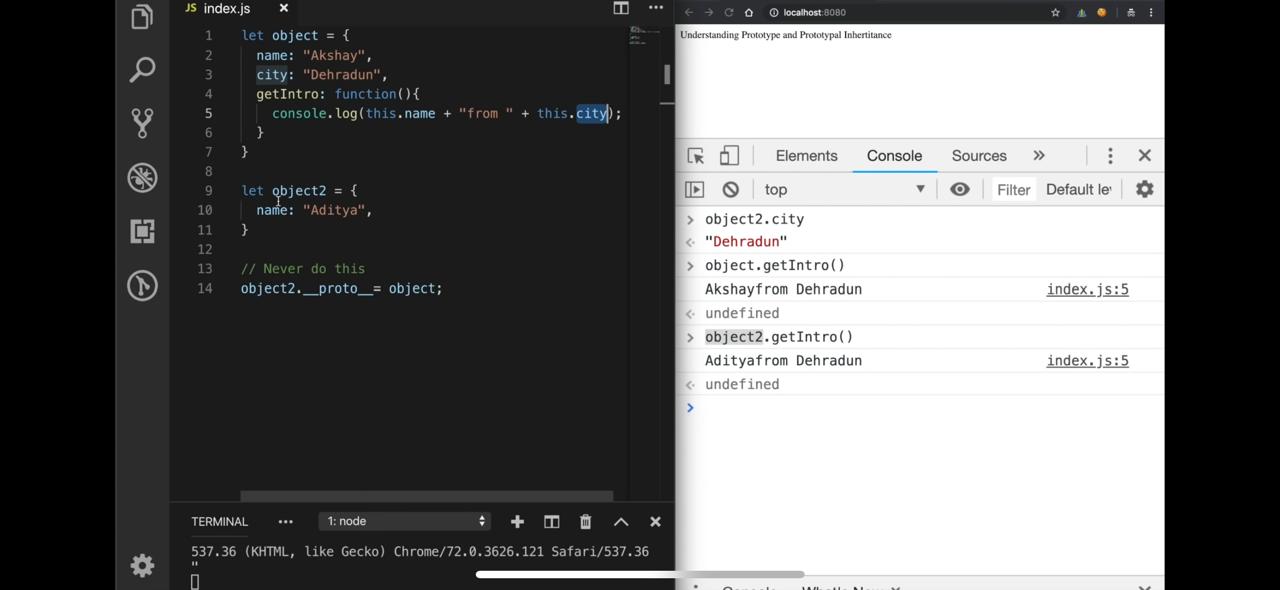 JS index.js ×
1 let object = {
2 name: "Akshay",
3 city: "Dehradun",
4 getIntro: function(){
5 console.log(this.name + "from " + this.city);
6 }
7 }
8
9 let object2 = {
10 name: "Aditya",
11 }
12
13 // Never do this
14 object2.__proto__= object;
TERMINAL ... 1: node
537.36 (KHTML, like Gecko) Chrome/72.0.3626.121 Safari/537.36
"
localhost:8080
Understanding Prototype and Prototypal Inhertitance
Elements Console Sources »
top Filter Default le
> object2.city
"Dehradun"
> object.getIntro()
Akshayfrom Dehradun index.js:5
undefined
> object2.getIntro()
Adityafrom Dehradun index.js:5
undefined
>